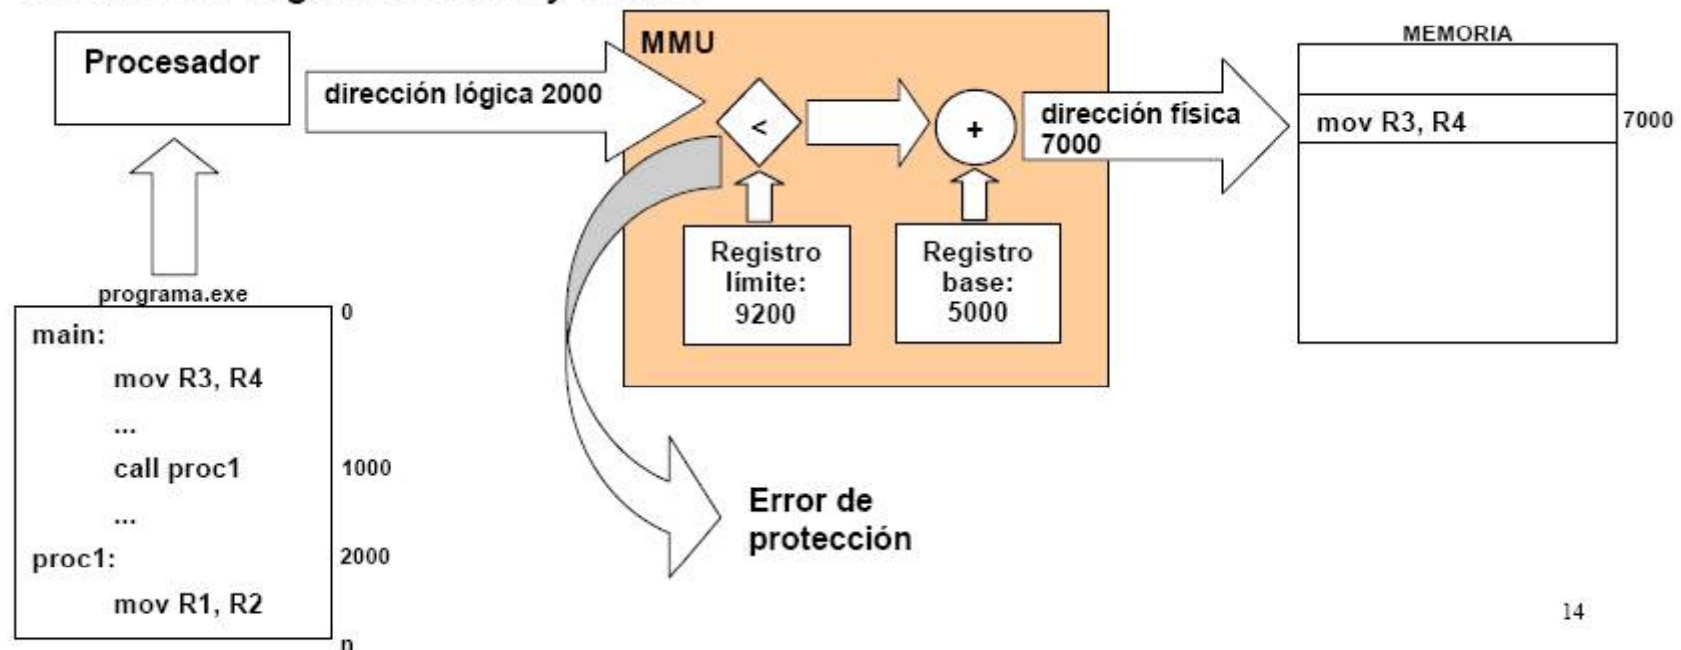 Procesador
dirección lógica 2000
MMU
<
+
dirección física
7000
MEMORIA
mov R3, R4
7000
Registro
límite:
9200
Registro
base:
5000
programa.exe
0
main:
mov R3, R4
...
call proc1
1000
...
proc1:
2000
mov R1, R2
n
Error de
protección
14